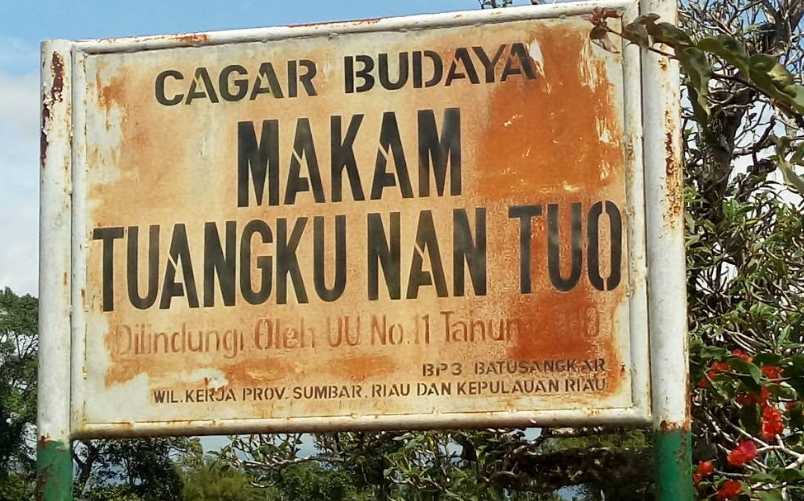 CAGAR BUDAYA
MAKAM
TUANGKU NAN TUO
Dilindungi Oleh UU No.11 Tahun
BP3 BATUSANGKAR
WIL.KERJA PROV. SUMBAR, RIAU DAN KEPULAUAN RIAU